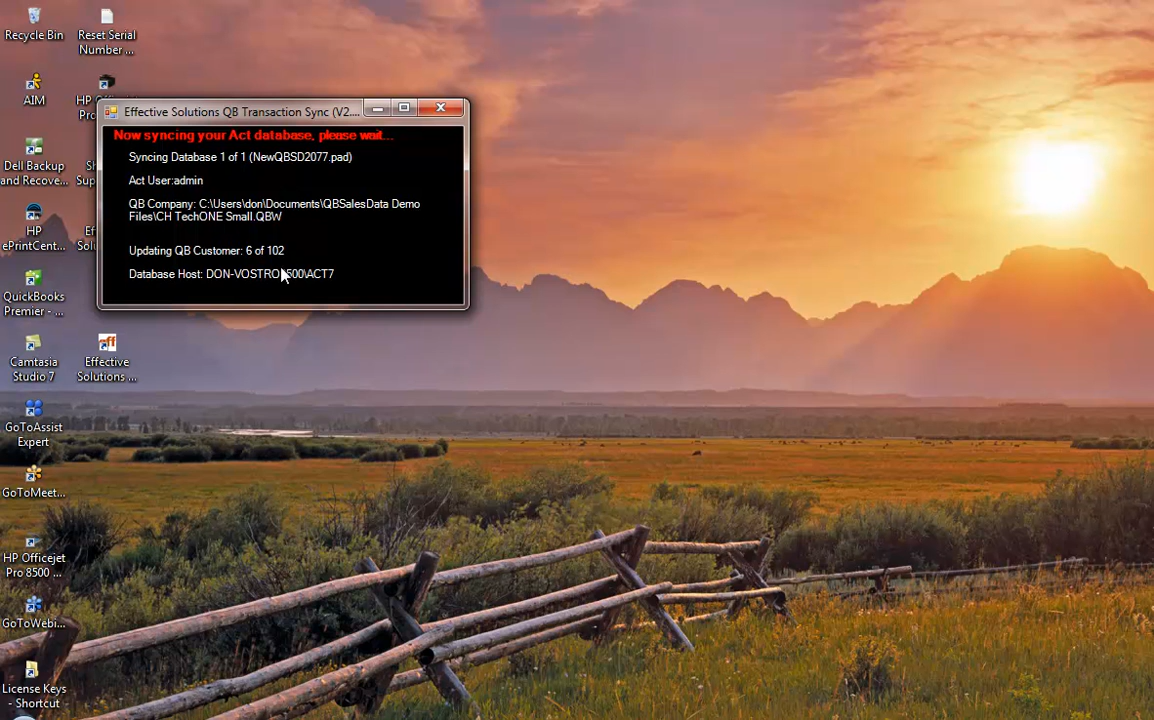 Recycle Bin
Reset Serial
Number ...
AIM
Dell Backup
and Recove...
HP
ePrintCent...
QuickBooks
Premier - ...
Camtasia
Studio 7
Effective
Solutions ...
GoToAssist
Expert
GoToMeet...
HP Officejet
Pro 8500 ...
GoToWebi...
License Keys
- Shortcut
Effective Solutions QB Transaction Sync (V2....
Now syncing your Act database, please wait...
Syncing Database 1 of 1 (NewQBSD2077.pad)
Act User:admin
QB Company: C:\Users\don\Documents\QBSalesData Demo
Files\CH TechONE Small.QBW
Updating QB Customer: 6 of 102
Database Host: DON-VOSTRO 500\ACT7